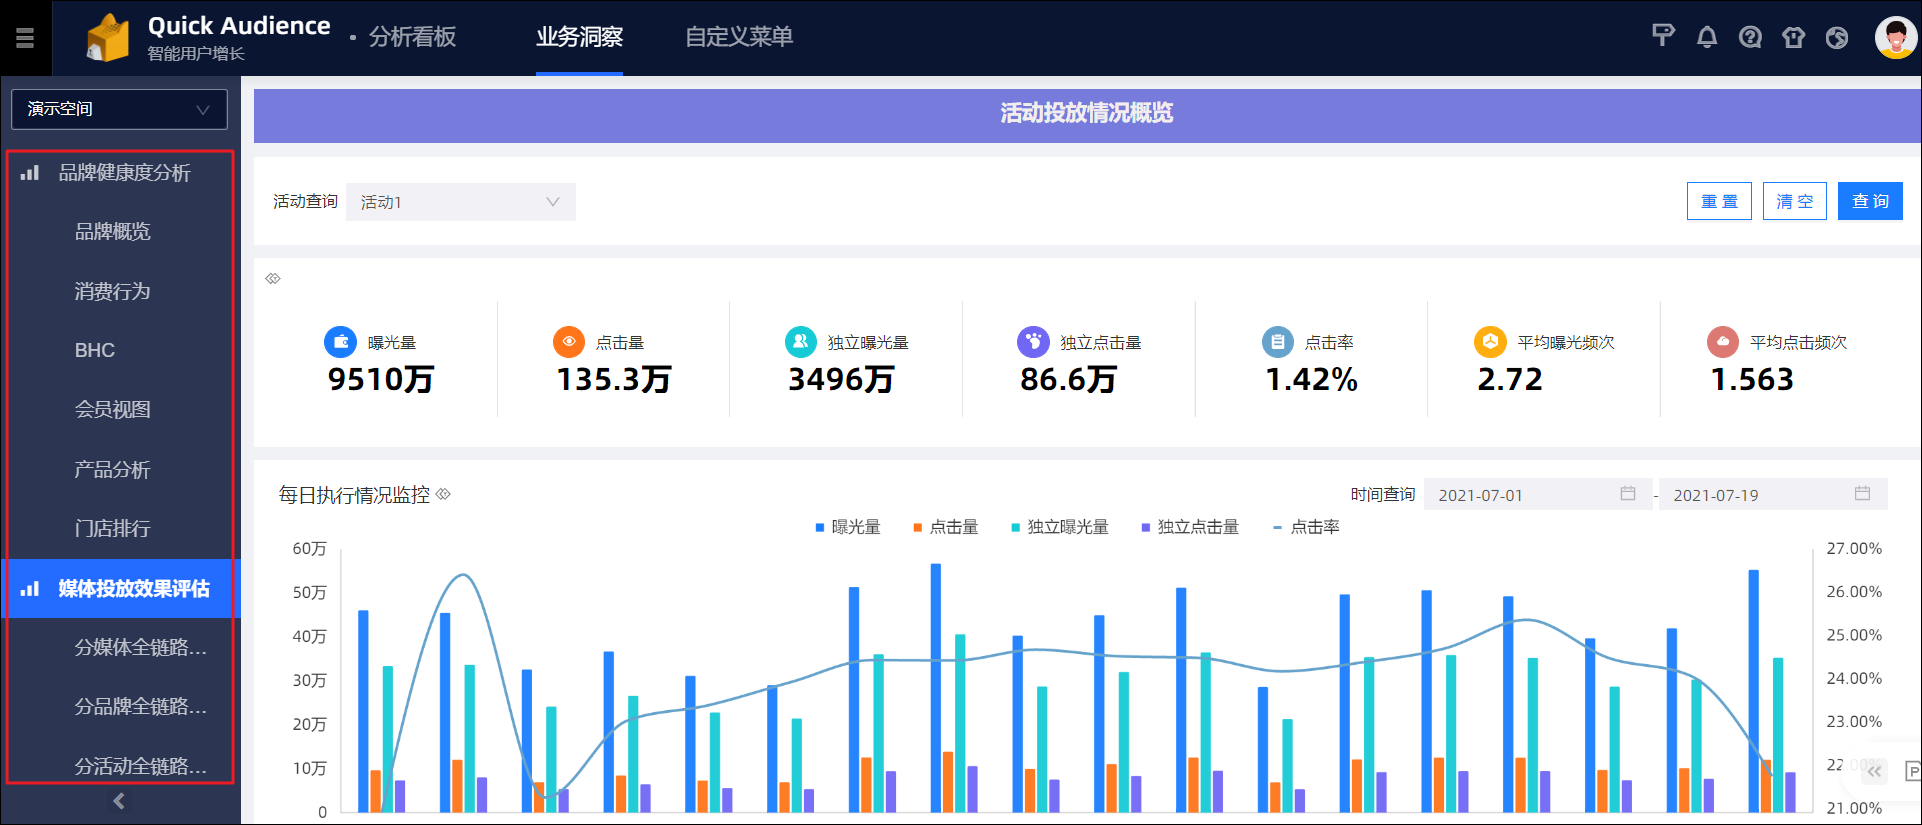 Quick Audience
智能用户增长
分析看板
业务洞察
自定义菜单
演示空间
品牌健康度分析
品牌概览
消费行为
BHC
会员视图
产品分析
门店排行
媒体投放效果评估
分媒体全链路...
分品牌全链路...
分活动全链路...
活动投放情况概览
活动查询
活动1
重 置
清 空
查 询
曝光量
9510万
点击量
135.3万
独立曝光量
3496万
独立点击量
86.6万
点击率
1.42%
平均曝光频次
2.72
平均点击频次
1.563
每日执行情况监控
时间查询
2021-07-01
-
2021-07-19
曝光量
点击量
独立曝光量
独立点击量
点击率
60万
50万
40万
30万
20万
10万
0
27.00%
26.00%
25.00%
24.00%
23.00%
22.00%
21.00%